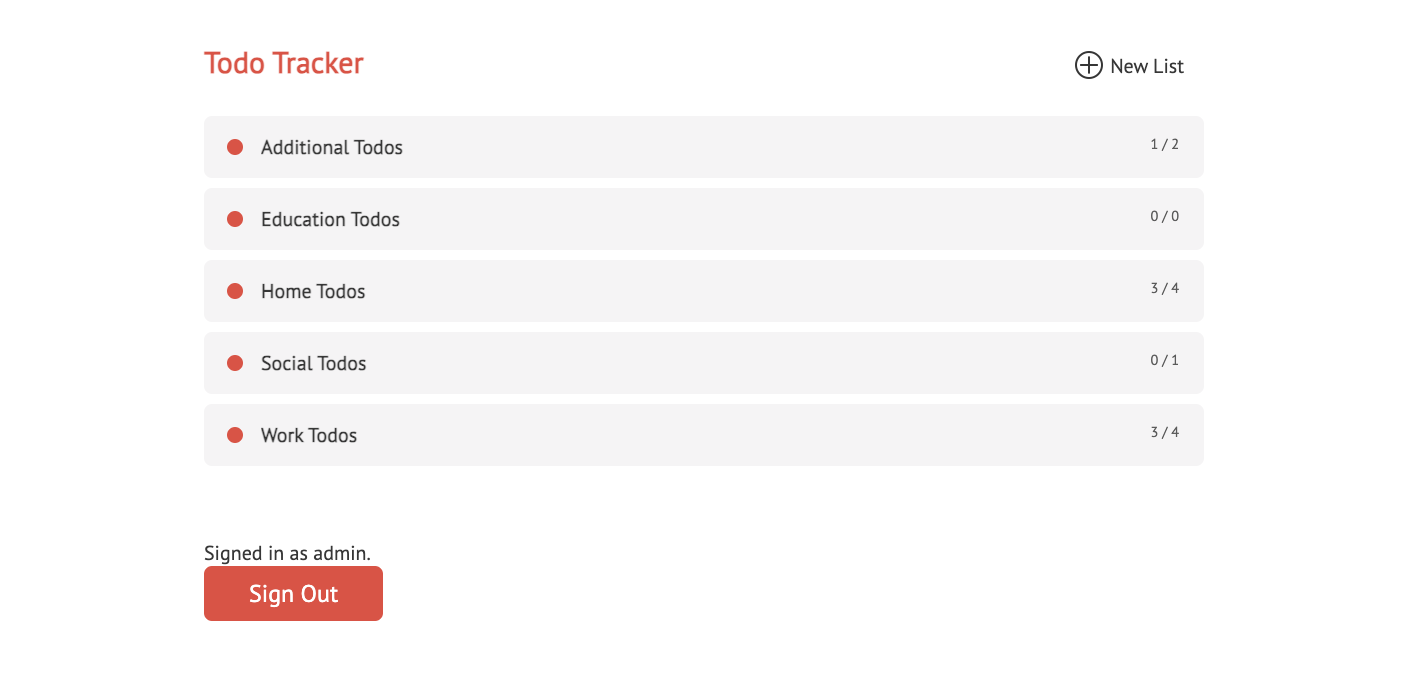 Todo Tracker
New List
Additional Todos 1 / 2
Education Todos 0 / 0
Home Todos 3 / 4
Social Todos 0 / 1
Work Todos 3 / 4
Signed in as admin.
Sign Out